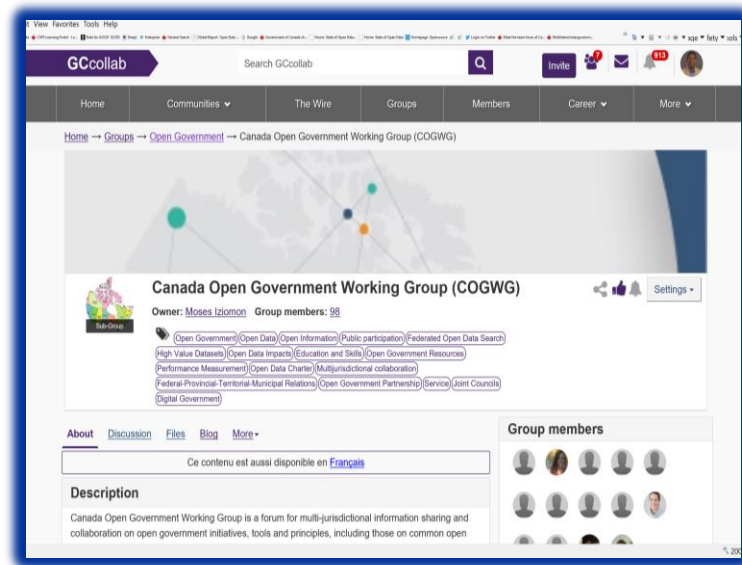 View Favorites Tools Help
GCcollab
Search GCcollab
Invite
7
913
Home Communities The Wire Groups Members Career More
Home → Groups → Open Government → Canada Open Government Working Group (COGWG)
Sub-Group
Canada Open Government Working Group (COGWG)
Settings
Owner: Moses Iziomon Group members: 98
Open Government Open Data Open Information Public participation Federated Open Data Search
High Value Datasets Open Data Impacts Education and Skills Open Government Resources
Performance Measurement Open Data Charter Multijurisdictional collaboration
Federal-Provincial-Territorial-Municipal Relations Open Government Partnership Service Joint Councils
Digital Government
About Discussion Files Blog More
Ce contenu est aussi disponible en Français
Group members
Description
Canada Open Government Working Group is a forum for multi-jurisdictional information sharing and
collaboration on open government initiatives, tools and principles, including those on common open